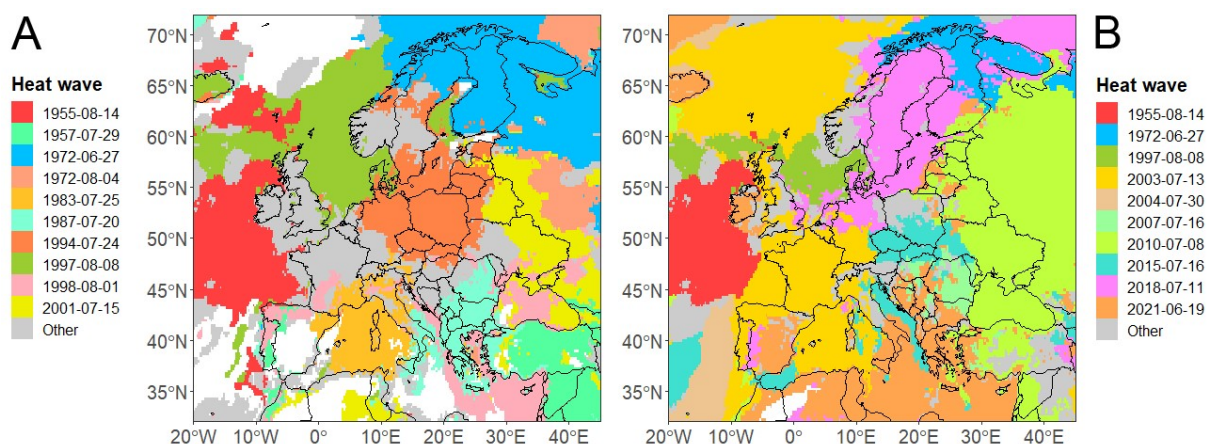 A
Heat wave
1955-08-14
1957-07-29
1972-06-27
1972-08-04
1983-07-25
1987-07-20
1994-07-24
1997-08-08
1998-08-01
2001-07-15
Other
70°N
65°N
60°N
55°N
50°N
45°N
40°N
35°N
20°W 10°W 0° 10°E 20°E 30°E 40°E
70°N
65°N
60°N
55°N
50°N
45°N
40°N
35°N
20°W 10°W 0° 10°E 20°E 30°E 40°E
B
Heat wave
1955-08-14
1972-06-27
1997-08-08
2003-07-13
2004-07-30
2007-07-16
2010-07-08
2015-07-16
2018-07-11
2021-06-19
Other